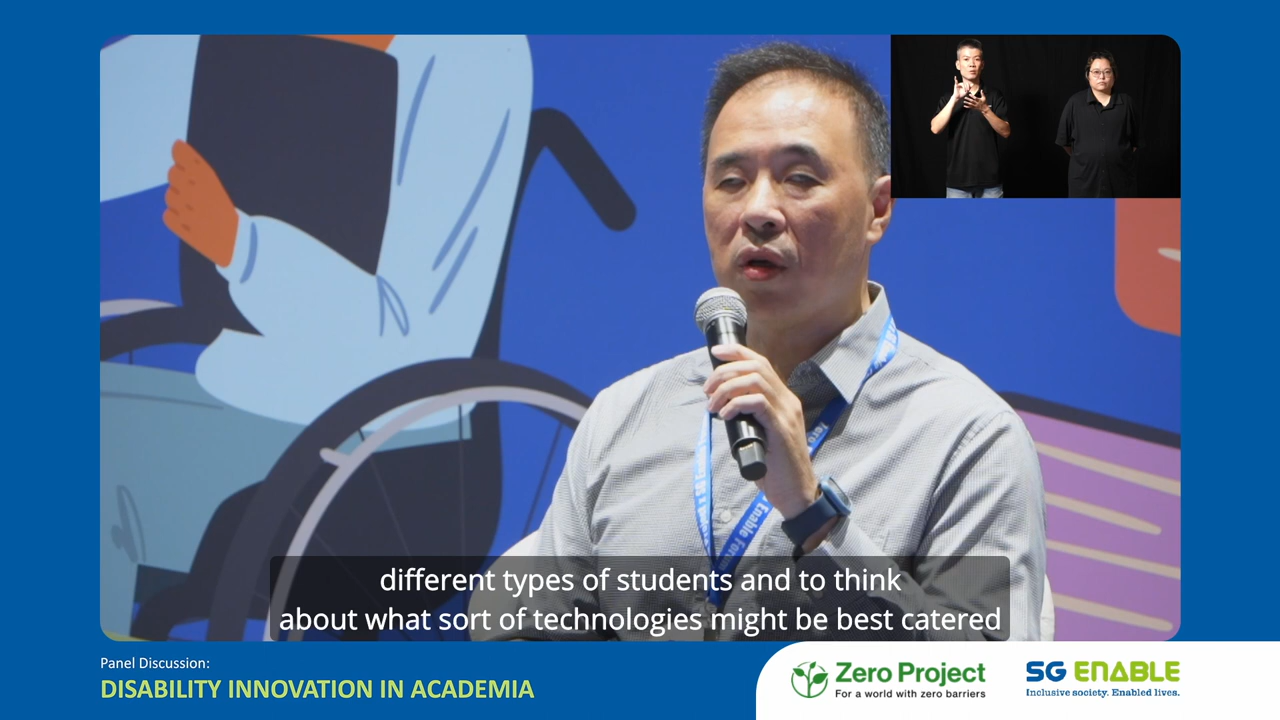 different types of students and to think
about what sort of technologies might be best catered
Panel Discussion:
DISABILITY INNOVATION IN ACADEMIA
Zero Project
For a world with zero barriers
SG ENABLE
Inclusive society. Enabled lives.